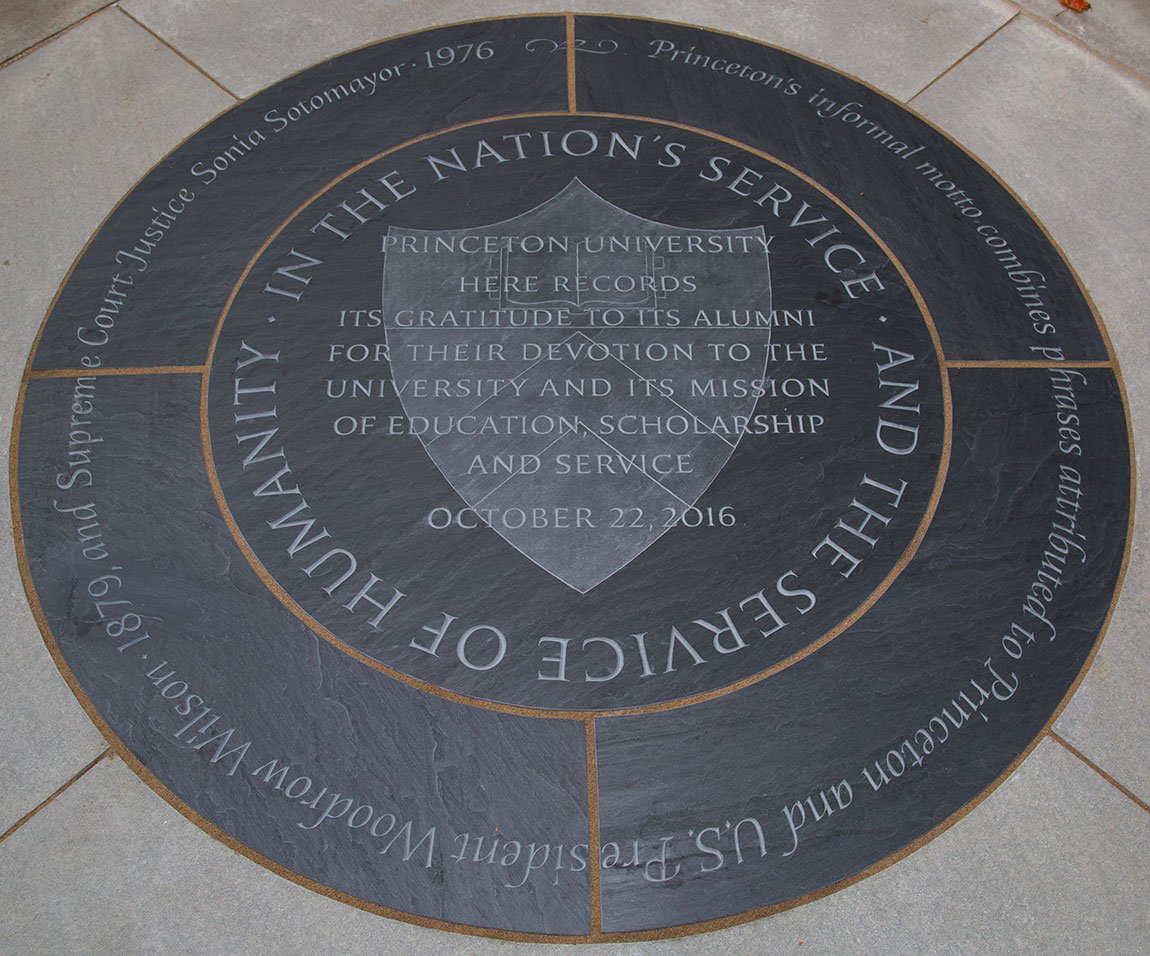 Princeton's informal motto combines phrases attributed to Princeton and U.S. President Woodrow Wilson · 1879, and Supreme Court Justice Sonia Sotomayor · 1976
IN THE NATION'S SERVICE · AND THE SERVICE OF HUMANITY ·
PRINCETON UNIVERSITY
HERE RECORDS
ITS GRATITUDE TO ITS ALUMNI
FOR THEIR DEVOTION TO THE
UNIVERSITY AND ITS MISSION
OF EDUCATION, SCHOLARSHIP
AND SERVICE
OCTOBER 22, 2016